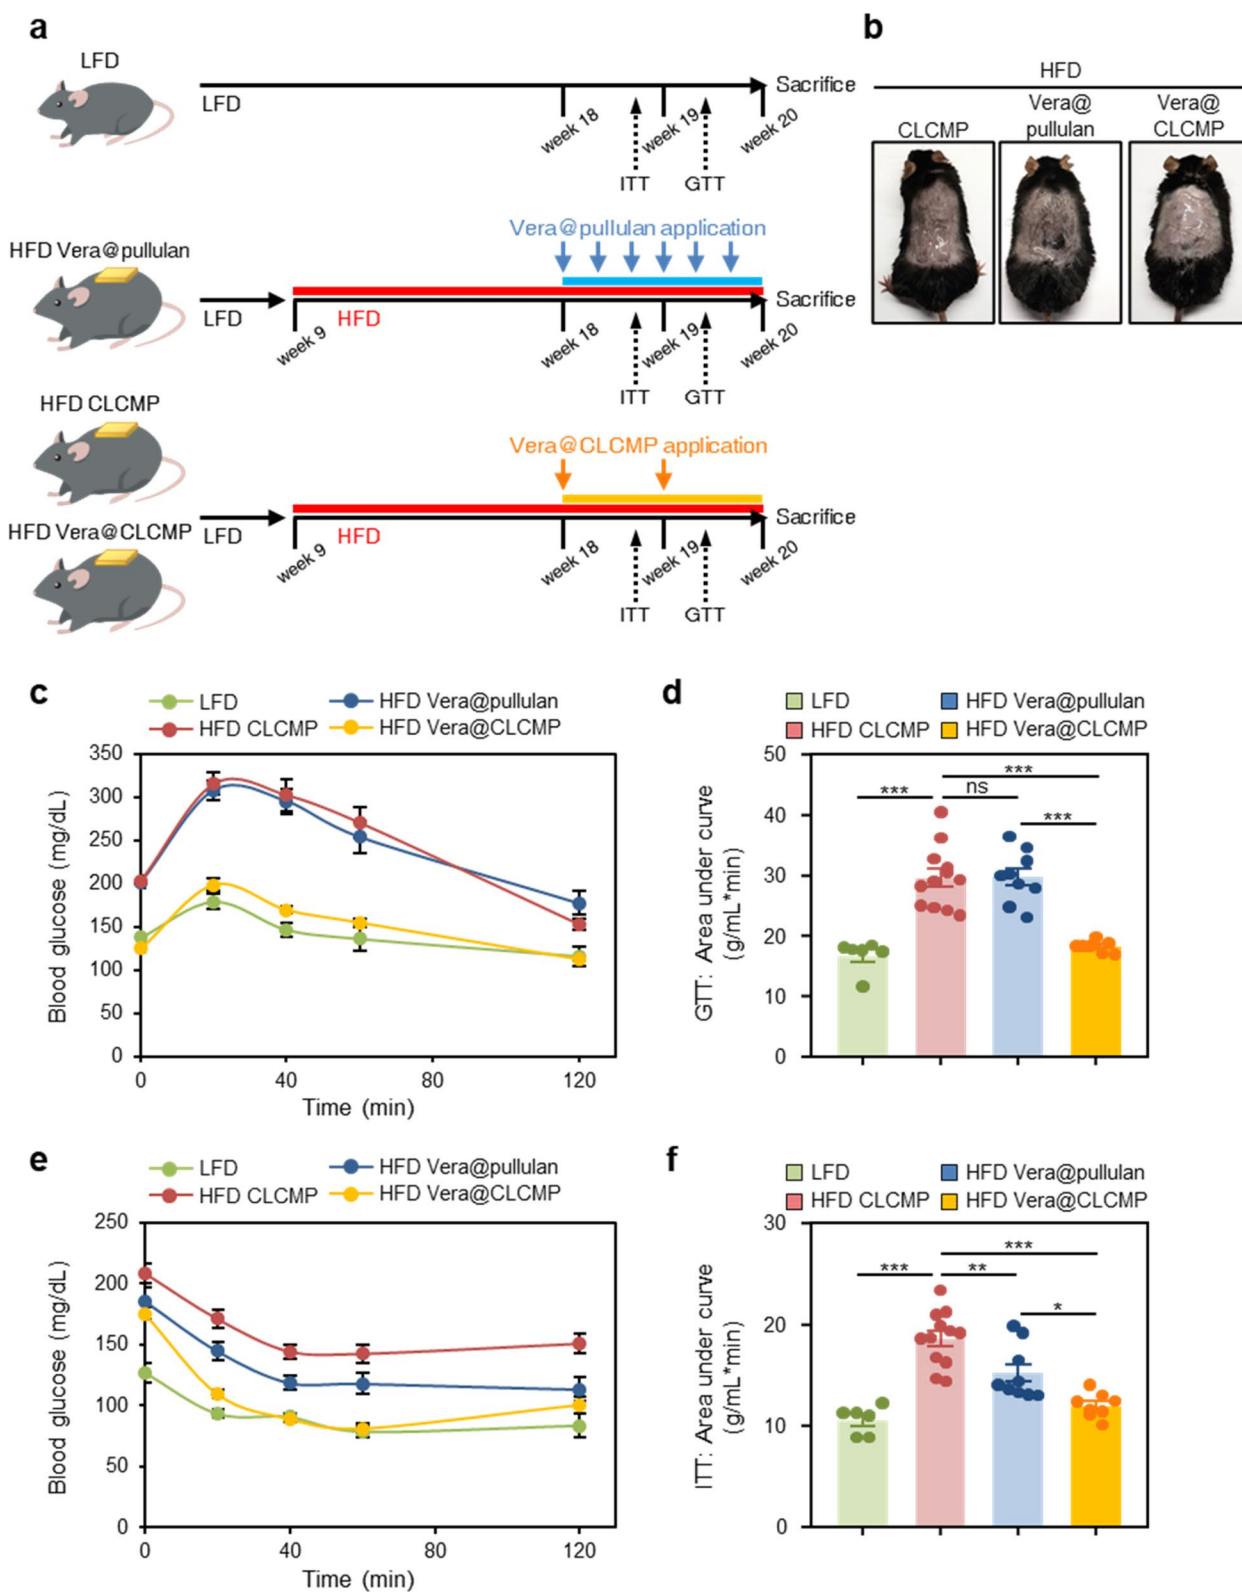 a
LFD
LFD
week 18
week 19
week 20
Sacrifice
ITT
GTT
HFD Vera@pullulan
Vera@pullulan application
LFD
HFD
week 9
week 18
week 19
week 20
Sacrifice
ITT
GTT
HFD CLCMP
HFD Vera@CLCMP
Vera@CLCMP application
LFD
HFD
week 9
week 18
week 19
week 20
Sacrifice
ITT
GTT
b
HFD
CLCMP
Vera@
pullulan
Vera@
CLCMP
c
LFD
HFD Vera@pullulan
HFD CLCMP
HFD Vera@CLCMP
Blood glucose (mg/dL)
350
300
250
200
150
100
50
0
0 40 80 120
Time (min)
d
LFD
HFD Vera@pullulan
HFD CLCMP
HFD Vera@CLCMP
GTT: Area under curve
(g/mL*min)
50
40
30
20
10
0
***
***
ns
***
e
LFD
HFD Vera@pullulan
HFD CLCMP
HFD Vera@CLCMP
Blood glucose (mg/dL)
250
200
150
100
50
0
0 40 80 120
Time (min)
f
LFD
HFD Vera@pullulan
HFD CLCMP
HFD Vera@CLCMP
ITT: Area under curve
(g/mL*min)
30
20
10
0
***
***
**
*